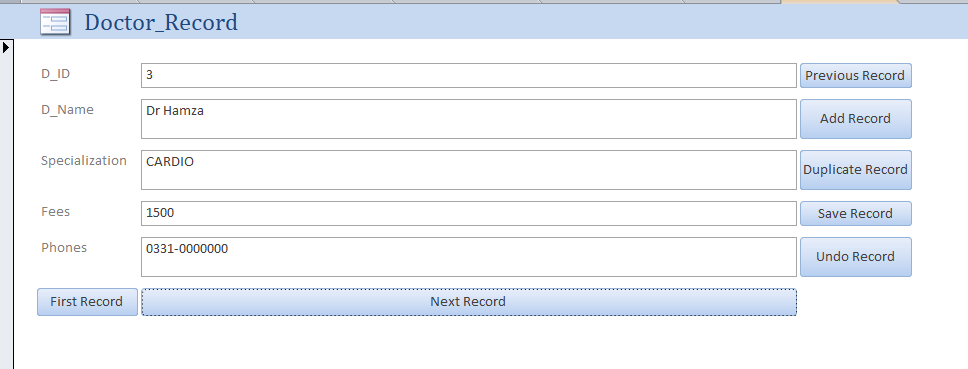 Doctor_Record
D_ID 3 Previous Record
D_Name Dr Hamza Add Record
Specialization CARDIO Duplicate Record
Fees 1500 Save Record
Phones 0331-0000000 Undo Record
First Record Next Record